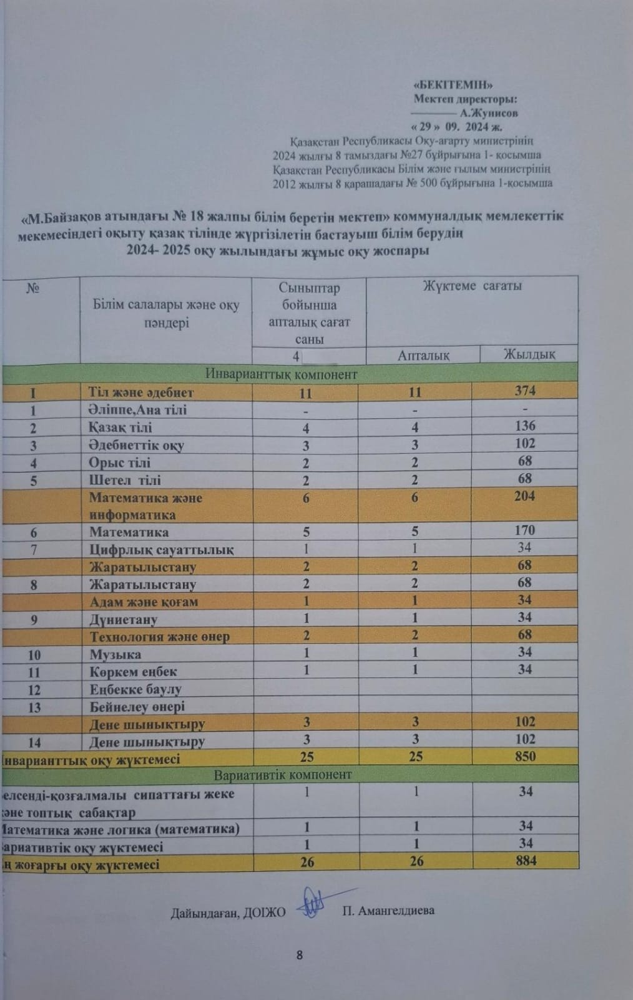 «БЕКІТЕМІН»
Мектеп директоры:
———— А.Жунисов
« 29 » 09. 2024 ж.
Қазақстан Республикасы Оқу-ағарту министрінің
2024 жылғы 8 тамыздағы №27 бұйрығына 1- қосымша
Қазақстан Республикасы Білім және ғылым министрінің
2012 жылғы 8 қарашадағы № 500 бұйрығына 1-қосымша
«М.Байзақов атындағы № 18 жалпы білім беретін мектеп» коммуналдық мемлекеттік
мекемесіндегі оқыту қазақ тілінде жүргізілетін бастауыш білім берудің
2024- 2025 оқу жылындағы жұмыс оқу жоспары
№ Білім салалары және оқу пәндері Сыныптар бойынша апталық сағат саны Жүктеме сағаты
4 Апталық Жылдық
Инварианттық компонент
I Тіл және әдебиет 11 11 374
1 Әліппе,Ана тілі - - -
2 Қазақ тілі 4 4 136
3 Әдебиеттік оқу 3 3 102
4 Орыс тілі 2 2 68
5 Шетел тілі 2 2 68
Математика және информатика 6 6 204
6 Математика 5 5 170
7 Цифрлық сауаттылық 1 1 34
Жаратылыстану 2 2 68
8 Жаратылыстану 2 2 68
Адам және қоғам 1 1 34
9 Дүниетану 1 1 34
Технология және өнер 2 2 68
10 Музыка 1 1 34
11 Көркем еңбек 1 1 34
12 Еңбекке баулу
13 Бейнелеу өнері
Дене шынықтыру 3 3 102
14 Дене шынықтыру 3 3 102
нварианттық оқу жүктемесі 25 25 850
Вариативтік компонент
елсенді-қозғалмалы сипаттағы жеке әне топтық сабақтар 1 1 34
Математика және логика (математика) 1 1 34
ариативтік оқу жүктемесі 1 1 34
ң жоғарғы оқу жүктемесі 26 26 884
Дайындаған, ДОІЖО П. Амангелдиева
8